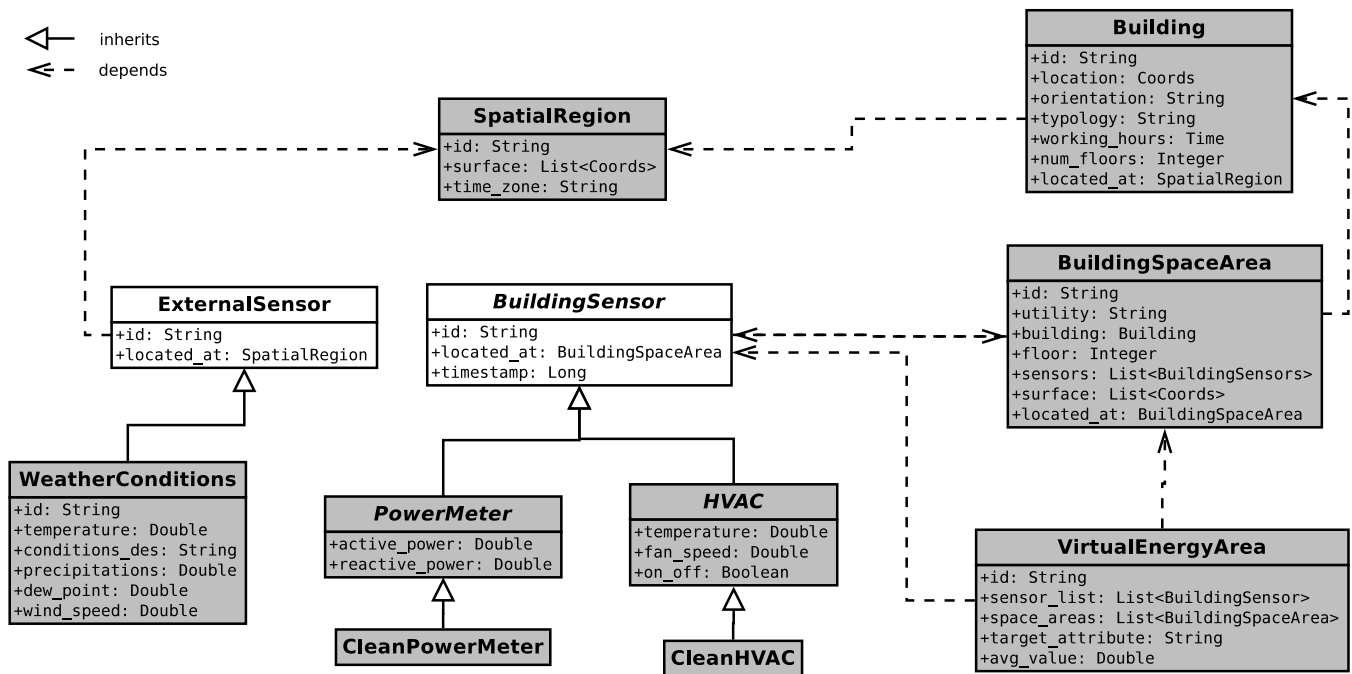 inherits
depends
Building
+id: String
+location: Coords
+orientation: String
+typology: String
+working_hours: Time
+num_floors: Integer
+located_at: SpatialRegion
SpatialRegion
+id: String
+surface: List<Coords>
+time_zone: String
BuildingSpaceArea
+id: String
+utility: String
+building: Building
+floor: Integer
+sensors: List<BuildingSensors>
+surface: List<Coords>
+located_at: BuildingSpaceArea
ExternalSensor
+id: String
+located_at: SpatialRegion
BuildingSensor
+id: String
+located_at: BuildingSpaceArea
+timestamp: Long
WeatherConditions
+id: String
+temperature: Double
+conditions_des: String
+precipitations: Double
+dew_point: Double
+wind_speed: Double
PowerMeter
+active_power: Double
+reactive_power: Double
HVAC
+temperature: Double
+fan_speed: Double
+on_off: Boolean
VirtualEnergyArea
+id: String
+sensor_list: List<BuildingSensor>
+space_areas: List<BuildingSpaceArea>
+target_attribute: String
+avg_value: Double
CleanPowerMeter
CleanHVAC